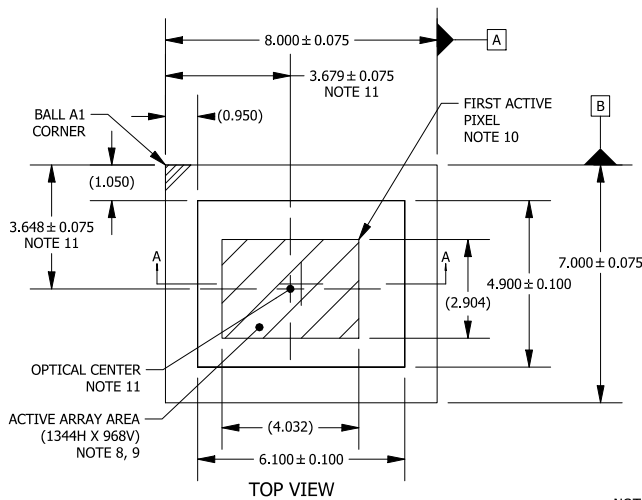 8.000 ± 0.075
A
3.679 ± 0.075
NOTE 11
BALL A1
CORNER
(0.950)
FIRST ACTIVE
PIXEL
NOTE 10
B
(1.050)
3.648 ± 0.075
NOTE 11
A
A
7.000 ± 0.075
4.900 ± 0.100
(2.904)
OPTICAL CENTER
NOTE 11
ACTIVE ARRAY AREA
(1344H X 968V)
NOTE 8, 9
(4.032)
6.100 ± 0.100
TOP VIEW